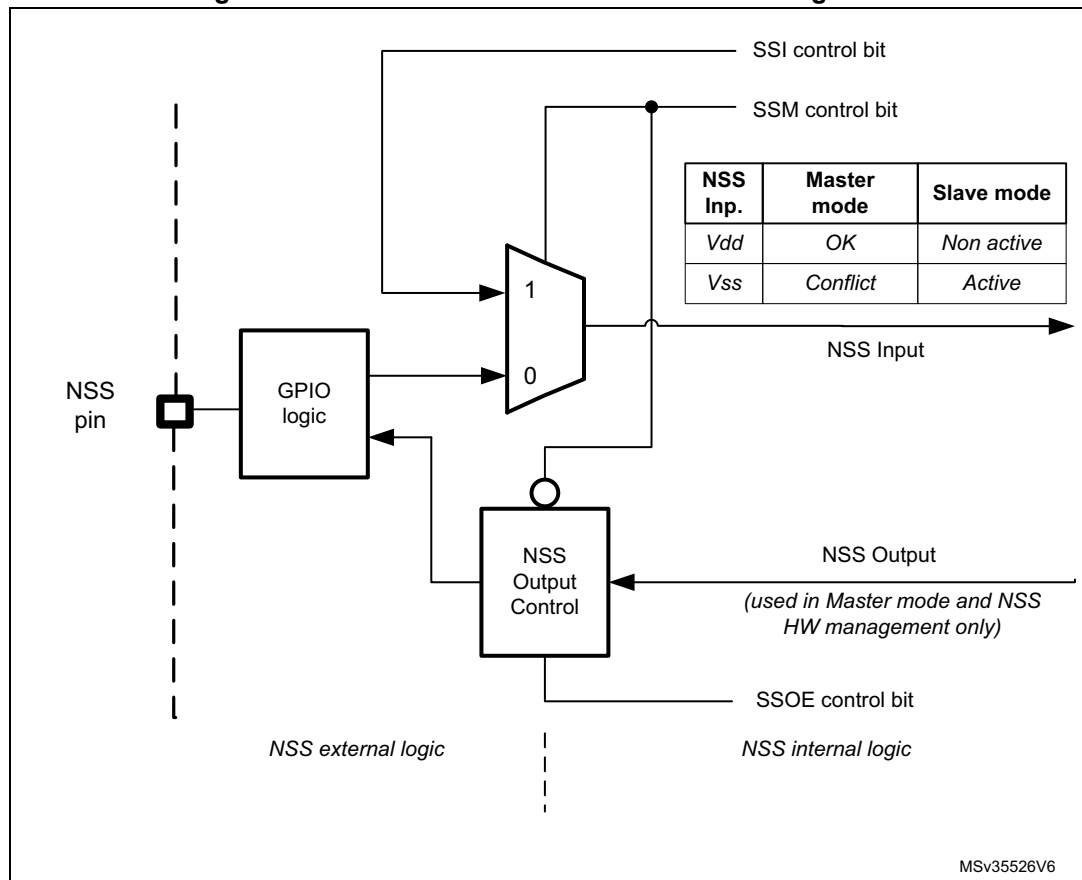 SSI control bit
SSM control bit
NSS Inp. Master mode Slave mode
Vdd OK Non active
Vss Conflict Active
1
NSS Input
0
GPIO
logic
NSS
pin
NSS
Output
Control
NSS Output
(used in Master mode and NSS
HW management only)
SSOE control bit
NSS external logic
NSS internal logic
MSv35526V6